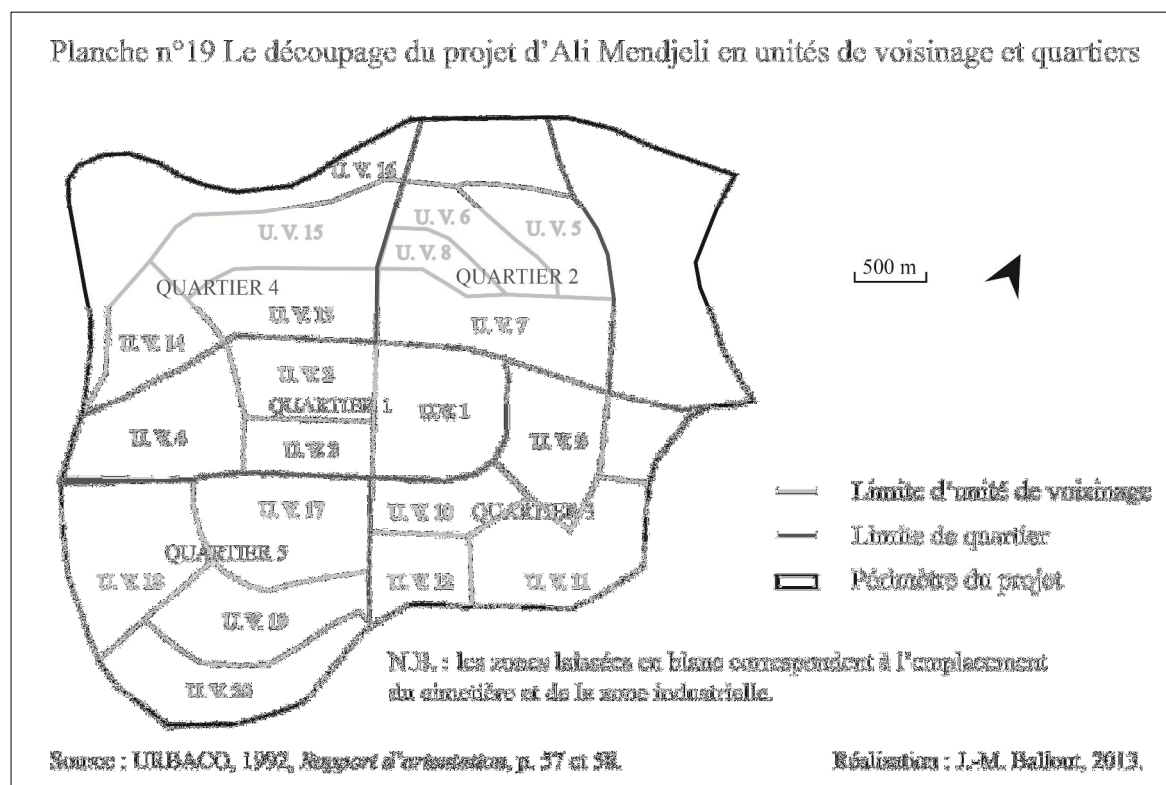 Planche n°19 Le découpage du projet d'Ali Mendjeli en unités de voisinage et quartiers
U. V. 16
U. V. 6
U. V. 5
U. V. 15
U. V. 8
QUARTIER 2
500 m
QUARTIER 4
U. V. 13
U. V. 7
U. V. 14
U. V. 2
QUARTIER 1
U. V. 1
U. V. 4
U. V. 3
U. V. 9
Limite d'unité de voisinage
U. V. 17
U. V. 10
QUARTIER 3
Limite de quartier
QUARTIER 5
U. V. 18
U. V. 12
U. V. 11
Périmètre du projet
U. V. 19
N.B. : les zones laissées en blanc correspondent à l'emplacement
du cimetière et de la zone industrielle.
U. V. 20
Source : URBACO, 1992, Rapport d'orientation, p. 57 et 58.
Réalisation : J.-M. Ballout, 2013.